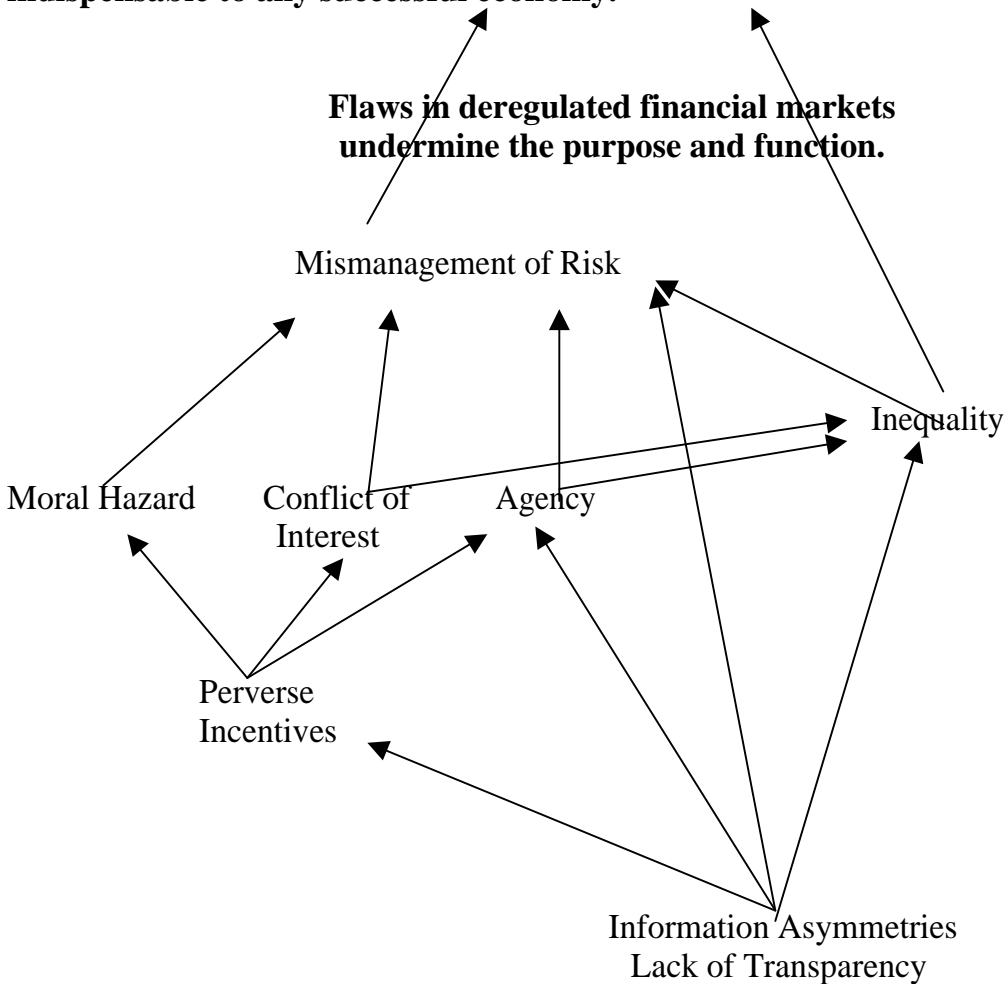 indispensable to any successful economy.
Flaws in deregulated financial markets
undermine the purpose and function.
Mismanagement of Risk
Inequality
Moral Hazard
Conflict of
Interest
Agency
Perverse
Incentives
Information Asymmetries
Lack of Transparency